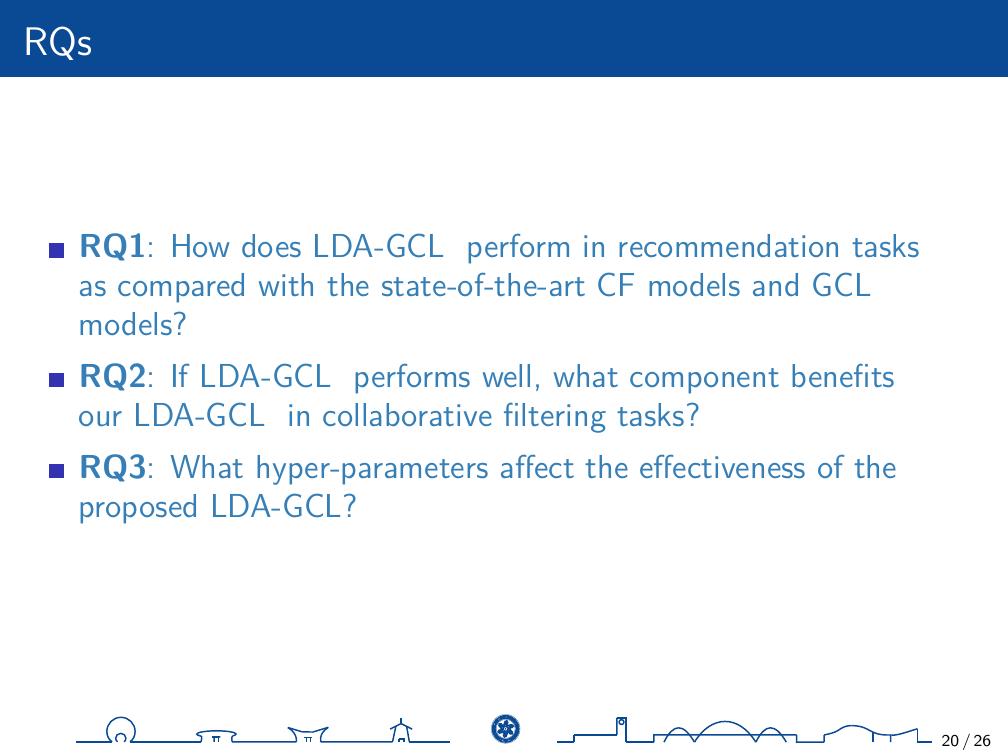 RQs
RQ1: How does LDA-GCL perform in recommendation tasks
as compared with the state-of-the-art CF models and GCL
models?
RQ2: If LDA-GCL performs well, what component benefits
our LDA-GCL in collaborative filtering tasks?
RQ3: What hyper-parameters affect the effectiveness of the
proposed LDA-GCL?
20 / 26